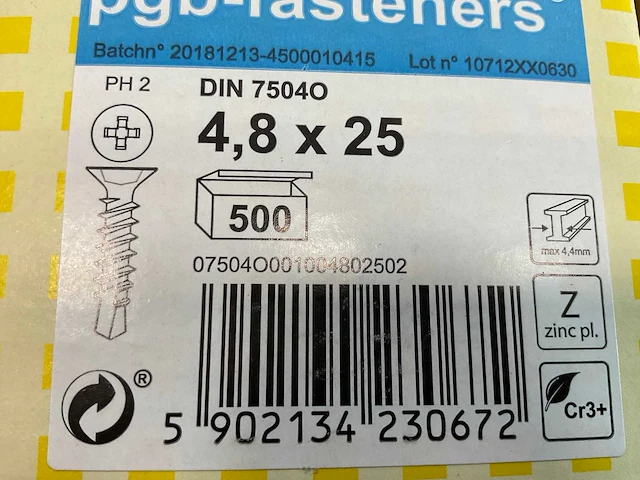 pgb-fasteners®
Batchn° 20181213-4500010415 Lot n° 10712XX0630
PH 2
DIN 7504O
4,8 x 25
500
max 4,4mm
07504O001004802502
Z
zinc pl.
Cr3+
®
5 902134 230672